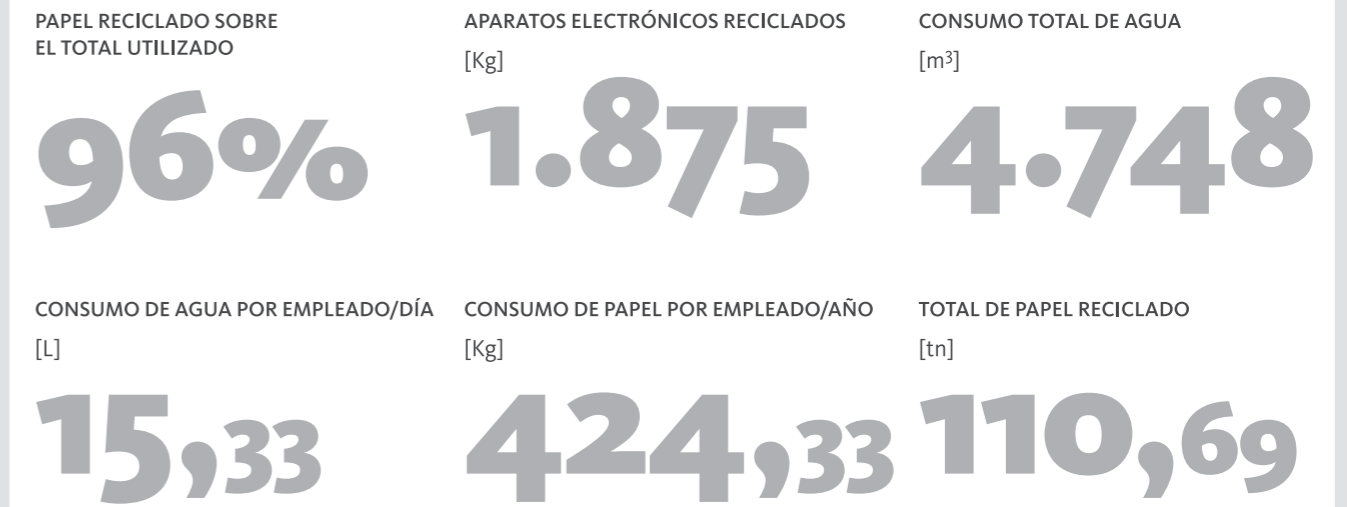 PAPEL RECICLADO SOBRE
EL TOTAL UTILIZADO
96%
APARATOS ELECTRÓNICOS RECICLADOS
[Kg]
1.875
CONSUMO TOTAL DE AGUA
[m³]
4.748
CONSUMO DE AGUA POR EMPLEADO/DÍA
[L]
15,33
CONSUMO DE PAPEL POR EMPLEADO/AÑO
[Kg]
424,33
TOTAL DE PAPEL RECICLADO
[tn]
110,69